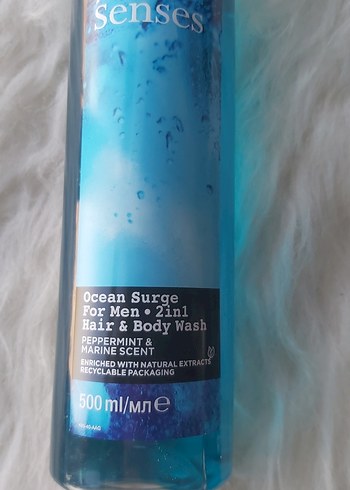 senses
Ocean Surge
For Men • 2in1
Hair & Body Wash
PEPPERMINT &
MARINE SCENT
ENRICHED WITH NATURAL EXTRACTS
RECYCLABLE PACKAGING
500 ml/мл e